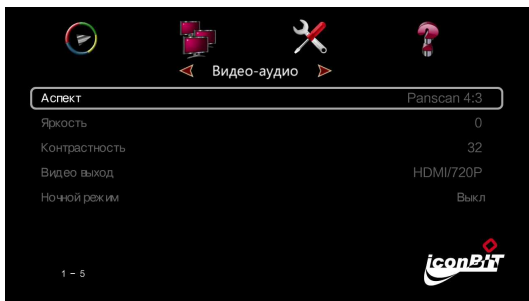 Видео-аудио
Аспект Panscan 4:3
Яркость 0
Контрастность 32
Видео выход HDMI/720P
Ночной режим Выкл
1 - 5
iconBIT